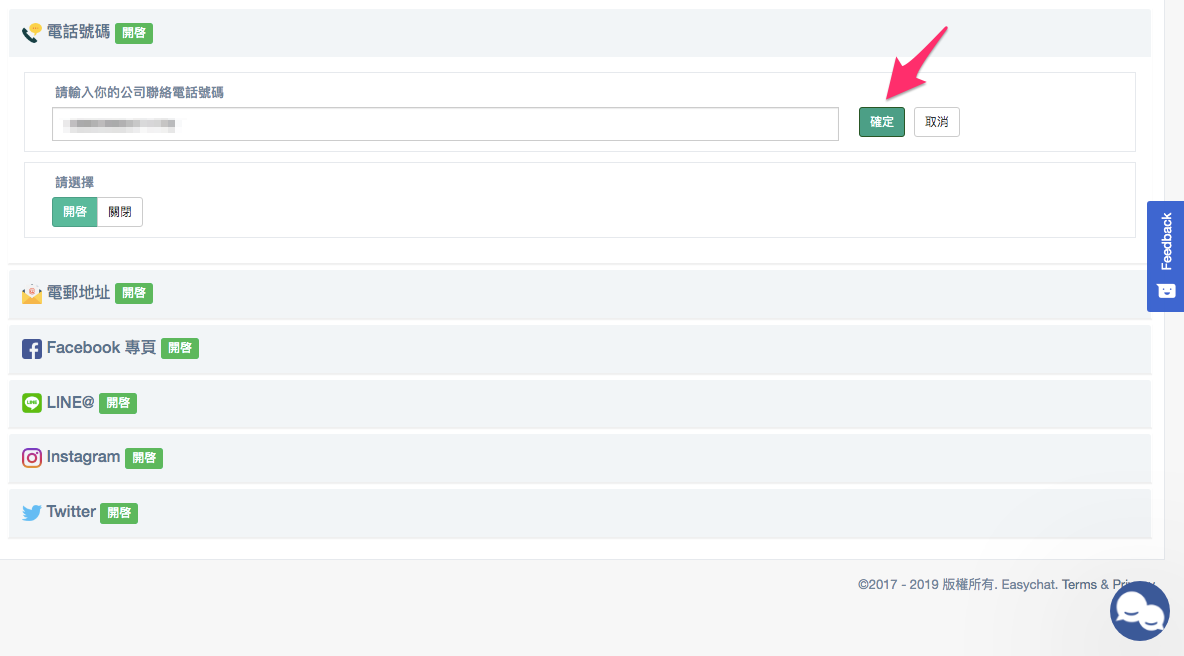 電話號碼 開啓
請輸入你的公司聯絡電話號碼
確定 取消
請選擇
開啓 關閉
Feedback
電郵地址 開啓
Facebook 專頁 開啓
LINE@ 開啓
Instagram 開啓
Twitter 開啓
©2017 - 2019 版權所有. Easychat. Terms &